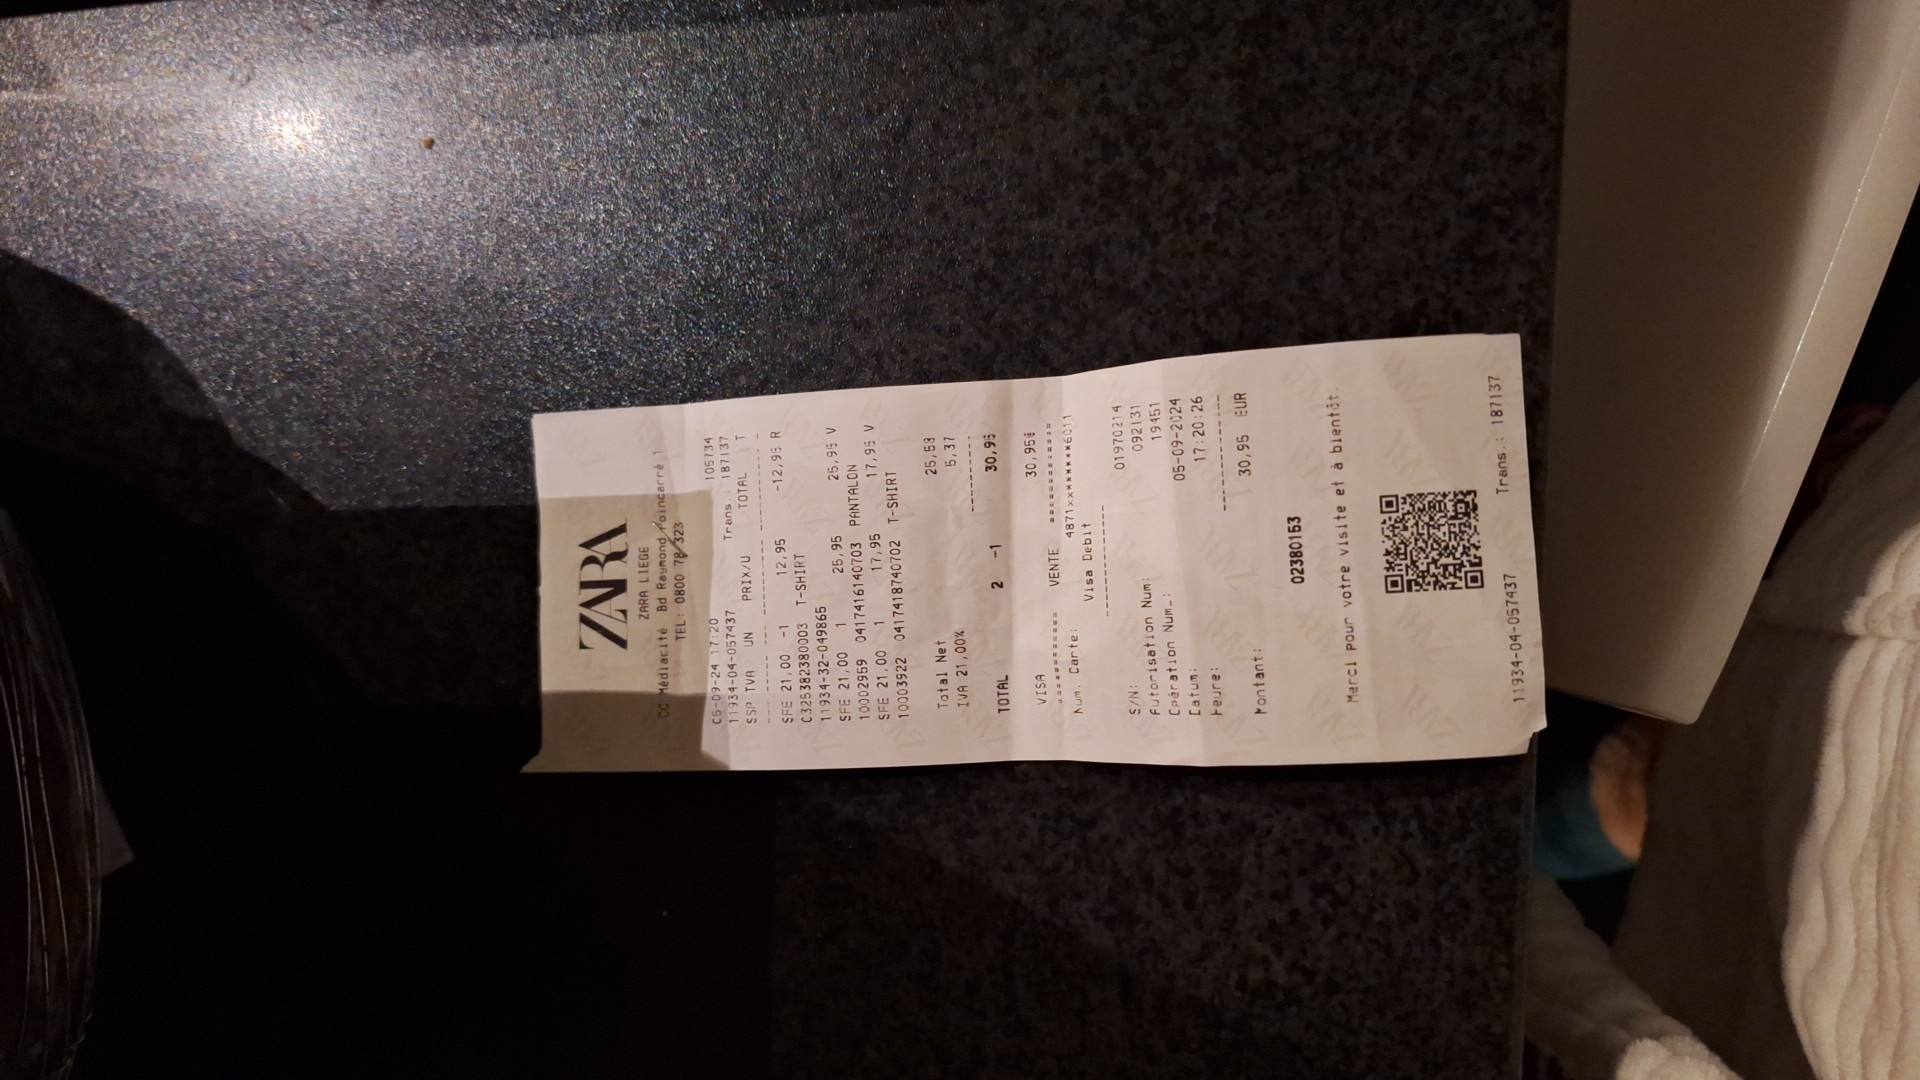 ZARA
ZARA LIEGE
CC Médiacité Bd Raymond Poincarré 1
TEL: 0800 78 323
C5-09-24 17:20 105734
11934-04-057437 Trans.: 187137
SSP TVA UN PRIX/U TOTAL T
SFE 21,00 -1 12,95 -12,95 R
C325382380003 T-SHIRT
11934-32-049865
SFE 21,00 1 25,95 25,95 V
10002959 0417416140703 PANTALON
SFE 21,00 1 17,95 17,95 V
10003922 0417418740702 T-SHIRT
Total Net 25,58
IVA 21,00% 5,37
TOTAL 2 -1 30,95
VISA 30,95
========= VENTE =============
Num. Carte: 4871xx******6011
Visa Debit
S/N: 01970214
Autorisation Num: 092131
Opération Num.: 19451
Datum: 05-09-2024
Heure: 17:20:26
Montant: 30,95 EUR
02380153
Merci pour votre visite et à bientôt.
11934-04-057437 Trans.: 187137